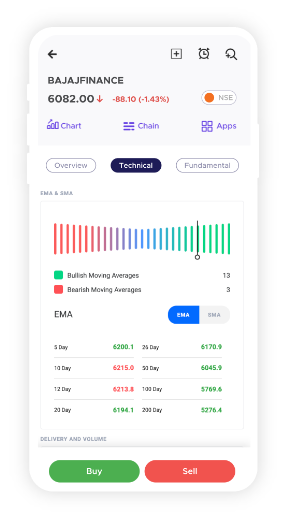 BAJAJFINANCE
6082.00 -88.10 (-1.43%) NSE
Chart Chain Apps
Overview Technical Fundamental
EMA & SMA
Bullish Moving Averages 13
Bearish Moving Averages 3
EMA EMA SMA
5 Day 6200.1 26 Day 6170.9
10 Day 6215.0 50 Day 6045.9
12 Day 6213.8 100 Day 5769.6
20 Day 6194.1 200 Day 5276.4
DELIVERY AND VOLUME
Buy Sell